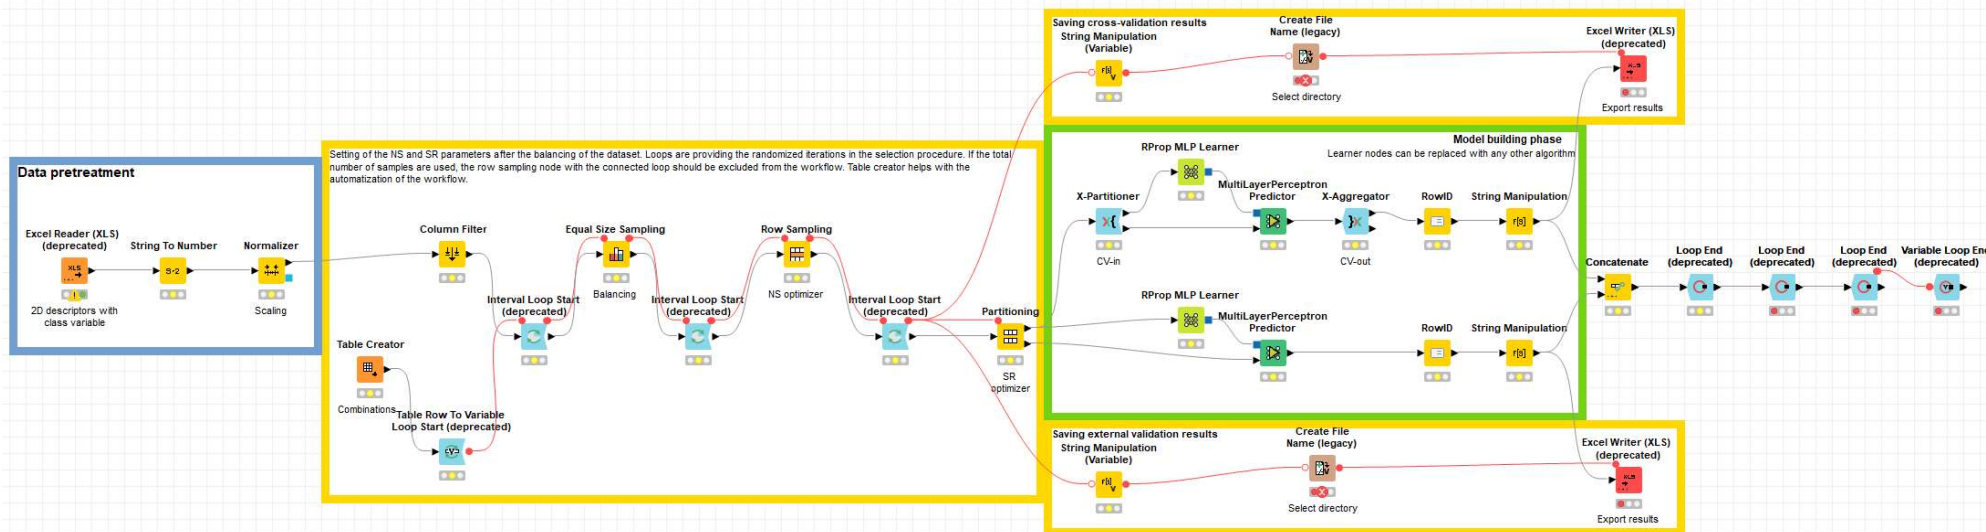 Data pretreatment
Excel Reader (XLS)
(deprecated)
XLS
2D descriptors with
class variable
String To Number
S-2
Normalizer
Scaling
Setting of the NS and SR parameters after the balancing of the dataset. Loops are providing the randomized iterations in the selection procedure. If the total
number of samples are used, the row sampling node with the connected loop should be excluded from the workflow. Table creator helps with the
automatization of the workflow.
Column Filter
Table Creator
Combinations
Table Row To Variable
Loop Start (deprecated)
Interval Loop Start
(deprecated)
Equal Size Sampling
Balancing
Interval Loop Start
(deprecated)
Row Sampling
NS optimizer
Interval Loop Start
(deprecated)
Partitioning
SR
optimizer
Saving cross-validation results
String Manipulation
(Variable)
Create File
Name (legacy)
Select directory
Excel Writer (XLS)
(deprecated)
XLS
Export results
Model building phase
Learner nodes can be replaced with any other algorithm
X-Partitioner
CV-in
RProp MLP Learner
MultiLayerPerceptron
Predictor
X-Aggregator
CV-out
RowID
String Manipulation
RProp MLP Learner
MultiLayerPerceptron
Predictor
RowID
String Manipulation
Saving external validation results
String Manipulation
(Variable)
Create File
Name (legacy)
Select directory
Excel Writer (XLS)
(deprecated)
XLS
Export results
Concatenate
Loop End
(deprecated)
Loop End
(deprecated)
Loop End
(deprecated)
Variable Loop End
(deprecated)